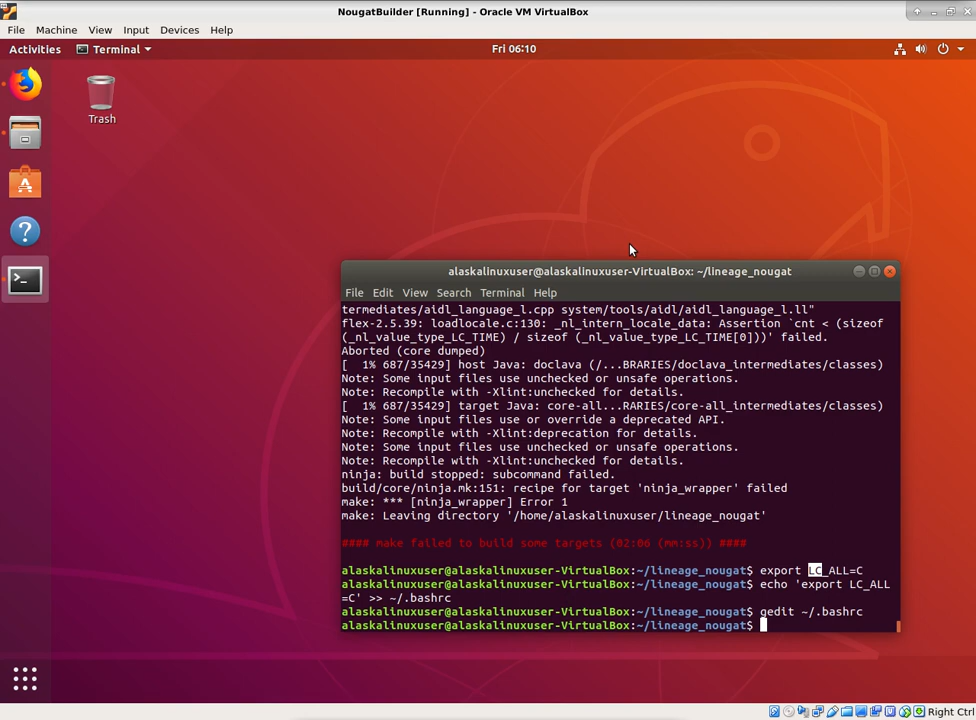 NougatBuilder [Running] - Oracle VM VirtualBox
File Machine View Input Devices Help
Activities Terminal Fri 06:10
Trash
alaskalinuxuser@alaskalinuxuser-VirtualBox: ~/lineage_nougat
File Edit View Search Terminal Help
termediates/aidl_language_l.cpp system/tools/aidl/aidl_language_l.ll"
flex-2.5.39: loadlocale.c:130: _nl_intern_locale_data: Assertion `cnt < (sizeof
(_nl_value_type_LC_TIME) / sizeof (_nl_value_type_LC_TIME[0]))' failed.
Aborted (core dumped)
[  1% 687/35429] host Java: doclava (/...BRARIES/doclava_intermediates/classes)
Note: Some input files use unchecked or unsafe operations.
Note: Recompile with -Xlint:unchecked for details.
[  1% 687/35429] target Java: core-all...RARIES/core-all_intermediates/classes)
Note: Some input files use or override a deprecated API.
Note: Recompile with -Xlint:deprecation for details.
Note: Some input files use unchecked or unsafe operations.
Note: Recompile with -Xlint:unchecked for details.
ninja: build stopped: subcommand failed.
build/core/ninja.mk:151: recipe for target 'ninja_wrapper' failed
make: *** [ninja_wrapper] Error 1
make: Leaving directory '/home/alaskalinuxuser/lineage_nougat'
#### make failed to build some targets (02:06 (mm:ss)) ####
alaskalinuxuser@alaskalinuxuser-VirtualBox:~/lineage_nougat$ export LC_ALL=C
alaskalinuxuser@alaskalinuxuser-VirtualBox:~/lineage_nougat$ echo 'export LC_ALL
=C' >> ~/.bashrc
alaskalinuxuser@alaskalinuxuser-VirtualBox:~/lineage_nougat$ gedit ~/.bashrc
alaskalinuxuser@alaskalinuxuser-VirtualBox:~/lineage_nougat$
Right Ctrl